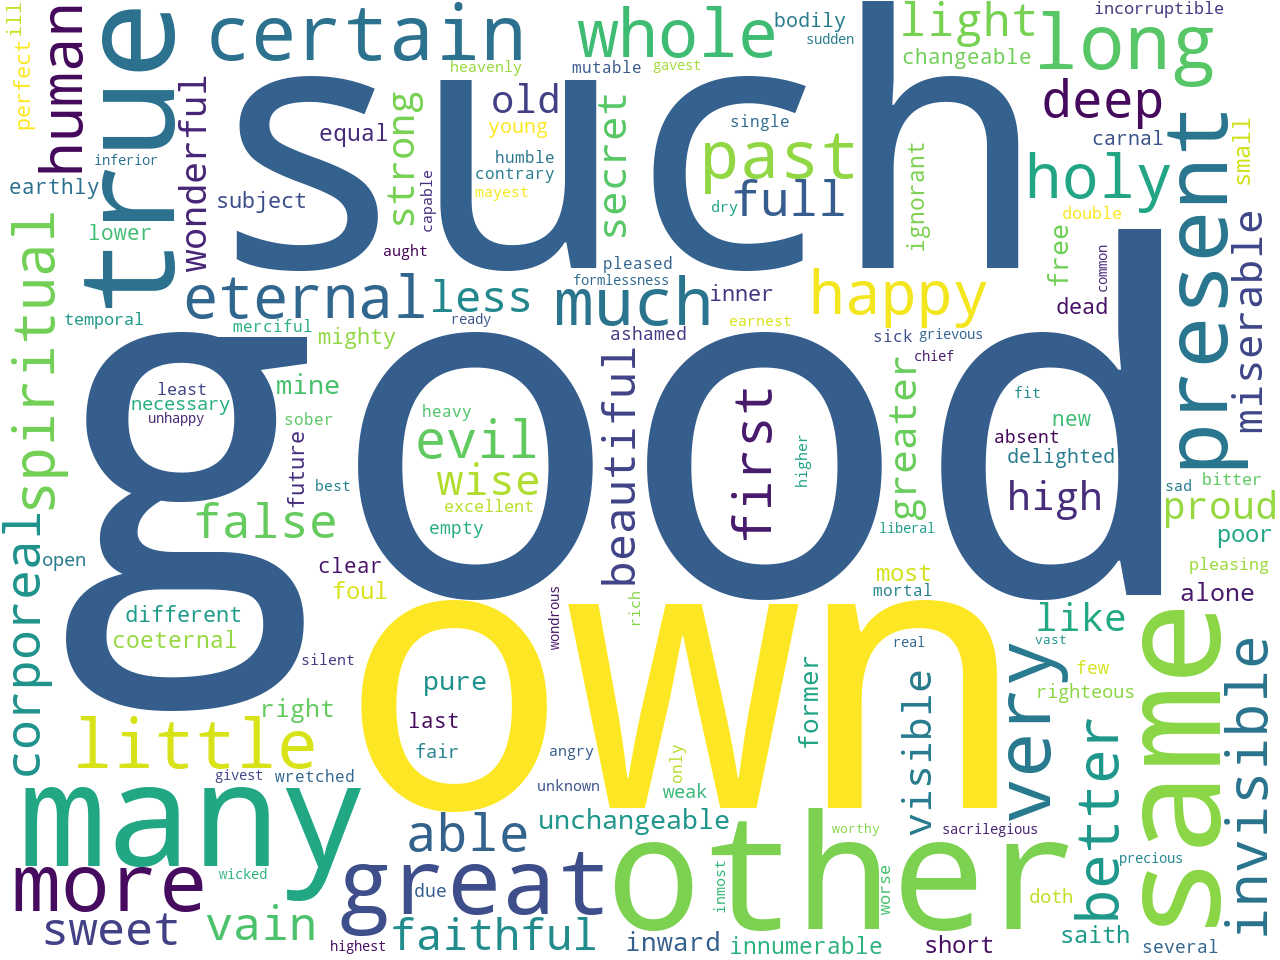 such
good
own
true
certain
whole
light
long
human
bodily
sudden
incorruptible
changeable
ill
perfect
heavenly
mutable
gavest
deep
wonderful
equal
strong
old
young
secret
single
past
ignorant
carnal
small
inferior
earthly
humble
contrary
mayest
capable
dry
full
holy
present
subject
lower
spiritual
aught
pleased
formlessness
free
double
common
miserable
eternal
less
much
inner
happy
dead
temporal
merciful
mighty
ready
ashamed
earnest
sick
grievous
chief
least
necessary
unhappy
mine
sober
heavy
evil
wise
excellent
empty
beautiful
first
higher
greater
fit
new
absent
delighted
high
sad
bitter
proud
poor
false
future
best
liberal
corporeal
open
clear
foul
most
mortal
pleasing
alone
different
coeternal
silent
wondrous
rich
real
like
vast
few
righteous
very
same
invisible
right
pure
last
fair
former
visible
little
angry
unknown
only
weak
better
givest
wretched
many
able
unchangeable
worthy
sacrilegious
precious
more
wicked
great
due
other
inmost
worse
doth
sweet
vain
highest
faithful
inward
innumerable
short
saith
several